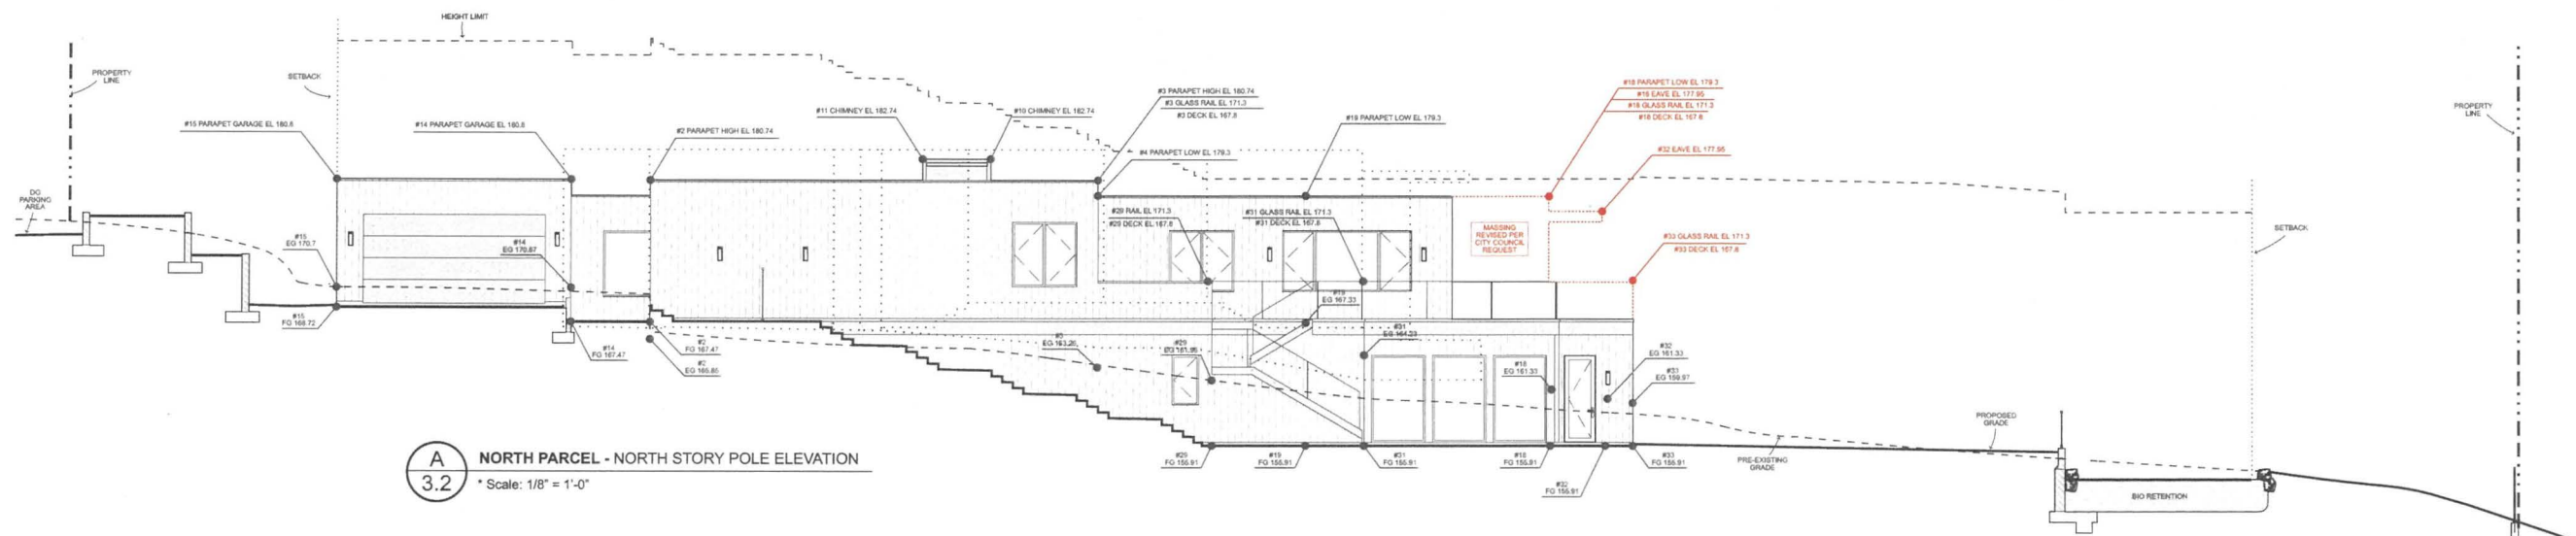 HEIGHT LIMIT
PROPERTY
LINE
SETBACK
#15 PARAPET GARAGE EL 180.8
#14 PARAPET GARAGE EL 180.8
#2 PARAPET HIGH EL 180.74
#11 CHIMNEY EL 182.74
#10 CHIMNEY EL 182.74
#3 PARAPET HIGH EL 180.74
#3 GLASS RAIL EL 171.3
#3 DECK EL 167.8
#4 PARAPET LOW EL 179.3
#19 PARAPET LOW EL 179.3
#18 PARAPET LOW EL 179.3
#18 EAVE EL 177.95
#18 GLASS RAIL EL 171.3
#18 DECK EL 167.8
#32 EAVE EL 177.95
PROPERTY
LINE
DG
PARKING
AREA
#15
EG 170.7
#14
EG 170.67
#29 RAIL EL 171.3
#29 DECK EL 167.8
#31 GLASS RAIL EL 171.3
#31 DECK EL 167.8
MASSING
REVISED PER
CITY COUNCIL
REQUEST
#33 GLASS RAIL EL 171.3
#33 DECK EL 167.8
SETBACK
#15
FG 168.72
#14
FG 167.47
#2
FG 167.47
#2
EG 165.85
#3
EG 163.26
#29
#19
EG 167.33
#31
#18
EG 161.33
#32
EG 161.33
#33
EG 159.97
#29
FG 155.91
#19
FG 155.91
#31
FG 155.91
#18
FG 155.91
#32
FG 155.91
#33
FG 155.91
PRE-EXISTING
GRADE
PROPOSED
GRADE
BIO RETENTION
A
3.2
NORTH PARCEL - NORTH STORY POLE ELEVATION
* Scale: 1/8" = 1'-0"